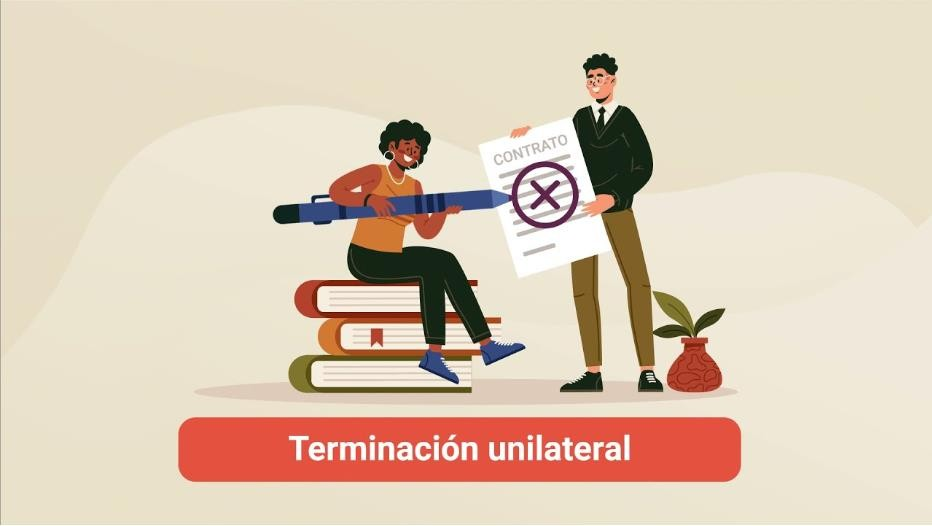 CONTRATO
Terminación unilateral